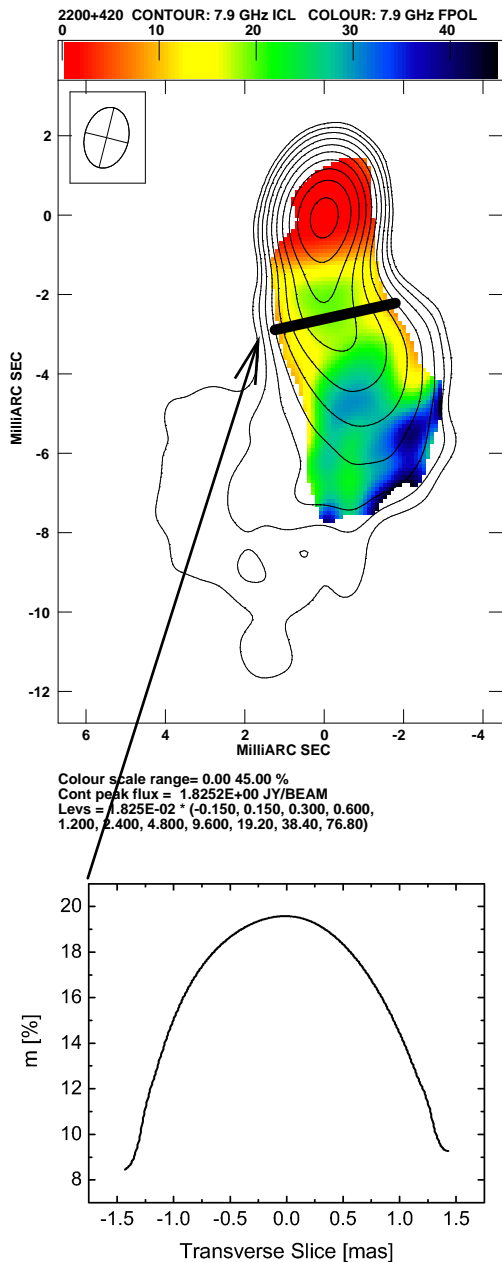 2200+420 CONTOUR: 7.9 GHz ICL COLOUR: 7.9 GHz FPOL
0 10 20 30 40
2
0
-2
-4
-6
-8
-10
-12
MilliARC SEC
6 4 2 0 -2 -4
MilliARC SEC
Colour scale range= 0.00 45.00 %
Cont peak flux = 1.8252E+00 JY/BEAM
Levs = 1.825E-02 * (-0.150, 0.150, 0.300, 0.600,
1.200, 2.400, 4.800, 9.600, 19.20, 38.40, 76.80)
20
18
16
14
12
10
8
m [%]
-1.5 -1.0 -0.5 0.0 0.5 1.0 1.5
Transverse Slice [mas]